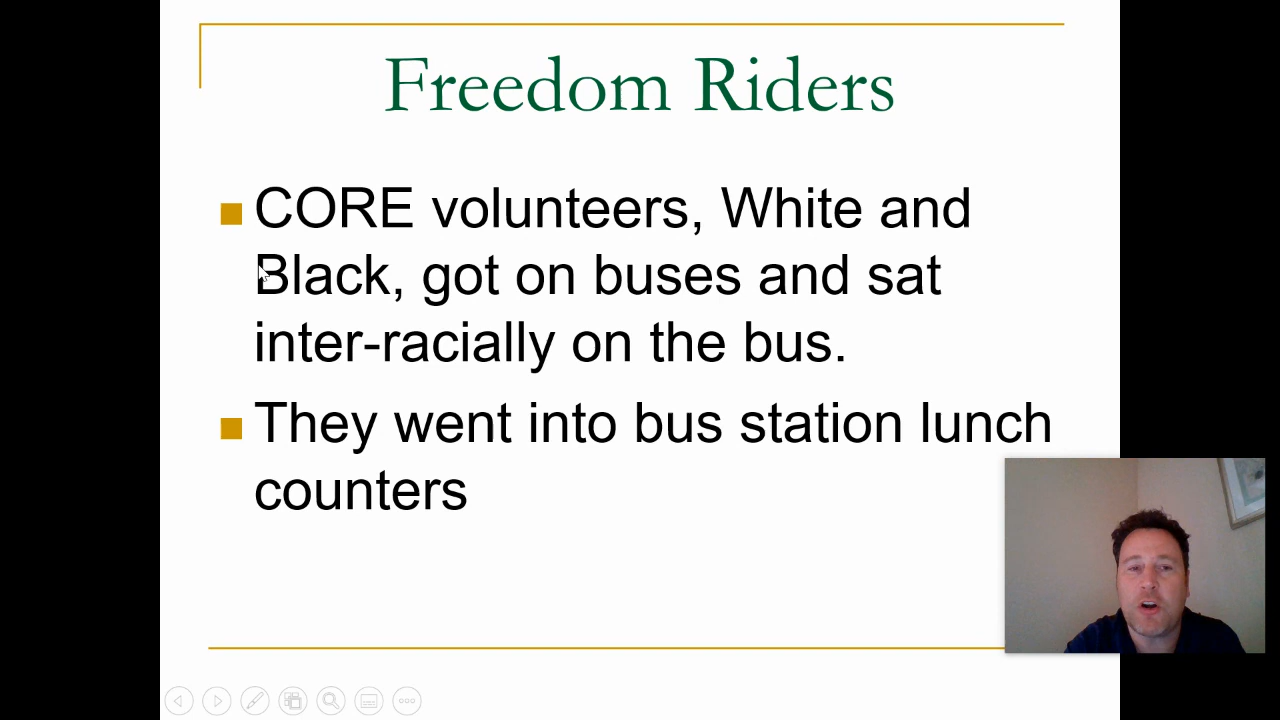 Freedom Riders
CORE volunteers, White and
Black, got on buses and sat
inter-racially on the bus.
They went into bus station lunch
counters